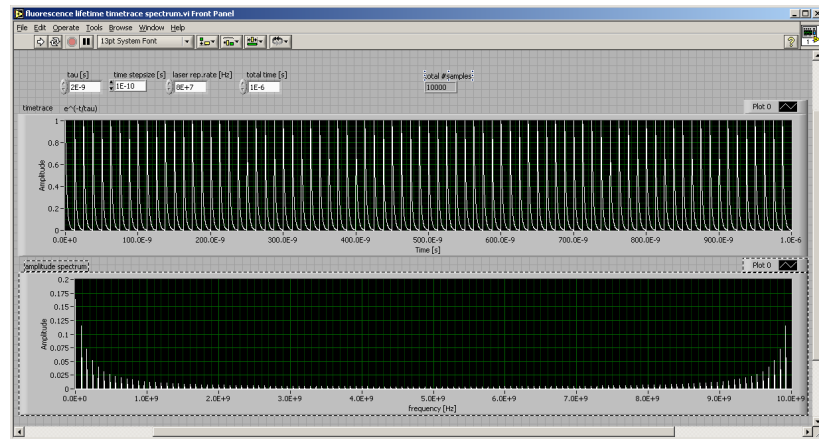 fluorescence lifetime timetrace spectrum.vi Front Panel
File Edit Operate Tools Browse Window Help
13pt System Font
?
1
tau [s] time stepsize [s] laser rep.rate [Hz] total time [s] total #samples
2E-9 1E-10 8E+7 1E-6 10000
timetrace e^(-t/tau) Plot 0
1
0.8
0.6
0.4
0.2
0
Amplitude
0.0E+0 100.0E-9 200.0E-9 300.0E-9 400.0E-9 500.0E-9 600.0E-9 700.0E-9 800.0E-9 900.0E-9 1.0E-6
Time [s]
amplitude spectrum Plot 0
0.2
0.175
0.15
0.125
0.1
0.075
0.05
0.025
0
Amplitude
0.0E+0 1.0E+9 2.0E+9 3.0E+9 4.0E+9 5.0E+9 6.0E+9 7.0E+9 8.0E+9 9.0E+9 10.0E+9
frequency [Hz]